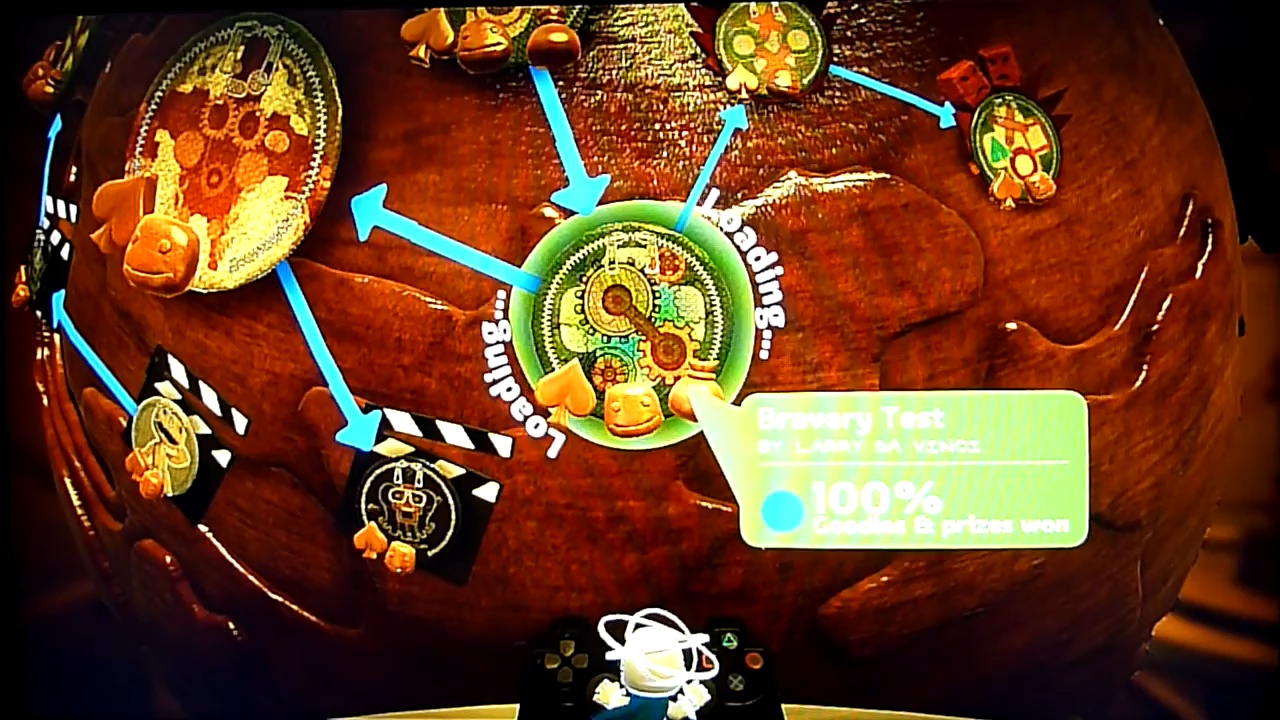 Loading...
Loading...
Bravery Test
BY LARRY DA VINCI
100%
Goodies & prizes won